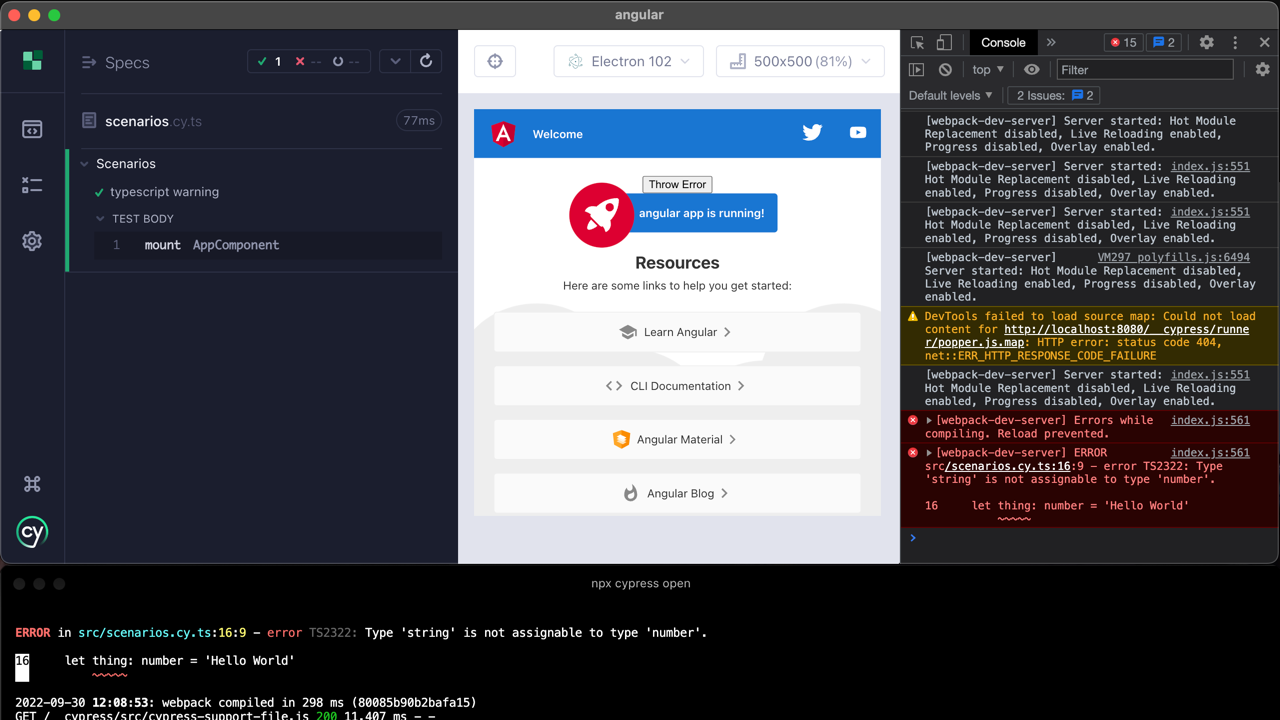 angular
Specs
1 -- --
Electron 102
500x500 (81%)
Console
15
2
top
Filter
Default levels
2 Issues:
2
scenarios.cy.ts
77ms
Scenarios
typescript warning
TEST BODY
1 mount AppComponent
cy
A
Welcome
Throw Error
angular app is running!
Resources
Here are some links to help you get started:
Learn Angular
CLI Documentation
Angular Material
Angular Blog
[webpack-dev-server] Server started: Hot Module
Replacement disabled, Live Reloading enabled,
Progress disabled, Overlay enabled.
[webpack-dev-server] Server started: index.js:551
Hot Module Replacement disabled, Live Reloading
enabled, Progress disabled, Overlay enabled.
[webpack-dev-server] Server started: index.js:551
Hot Module Replacement disabled, Live Reloading
enabled, Progress disabled, Overlay enabled.
[webpack-dev-server] VM297 polyfills.js:6494
Server started: Hot Module Replacement disabled,
Live Reloading enabled, Progress disabled, Overlay
enabled.
DevTools failed to load source map: Could not load
content for http://localhost:8080/__cypress/runne
r/popper.js.map: HTTP error: status code 404,
net::ERR_HTTP_RESPONSE_CODE_FAILURE
[webpack-dev-server] Server started: index.js:551
Hot Module Replacement disabled, Live Reloading
enabled, Progress disabled, Overlay enabled.
[webpack-dev-server] Errors while index.js:561
compiling. Reload prevented.
[webpack-dev-server] ERROR index.js:561
src/scenarios.cy.ts:16:9 - error TS2322: Type
'string' is not assignable to type 'number'.
16 let thing: number = 'Hello World'
npx cypress open
ERROR in src/scenarios.cy.ts:16:9 - error TS2322: Type 'string' is not assignable to type 'number'.
16 let thing: number = 'Hello World'
2022-09-30 12:08:53: webpack compiled in 298 ms (80085b90b2bafa15)
GET /__cypress/src/cypress-support-file.js 200 11.407 ms - -